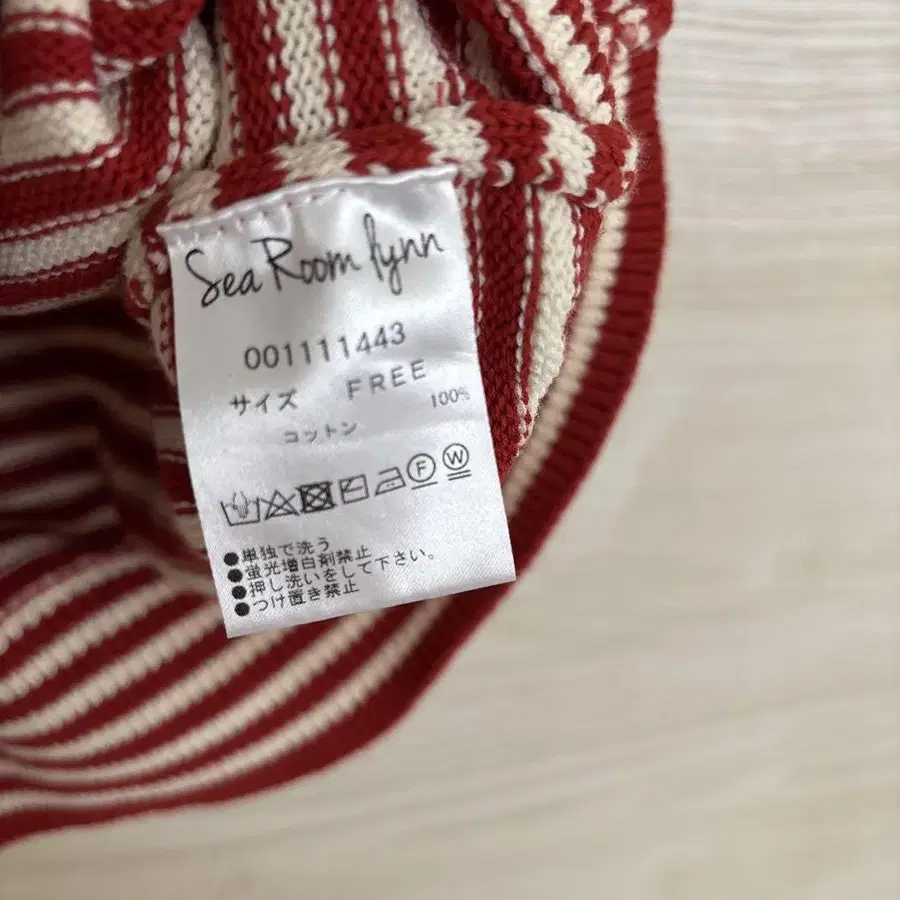 Sea Room lynn
001111443
サイズ FREE
コットン 100%
F W
●単独で洗う
●蛍光増白剤禁止
●押し洗いをして下さい。
●つけ置き禁止